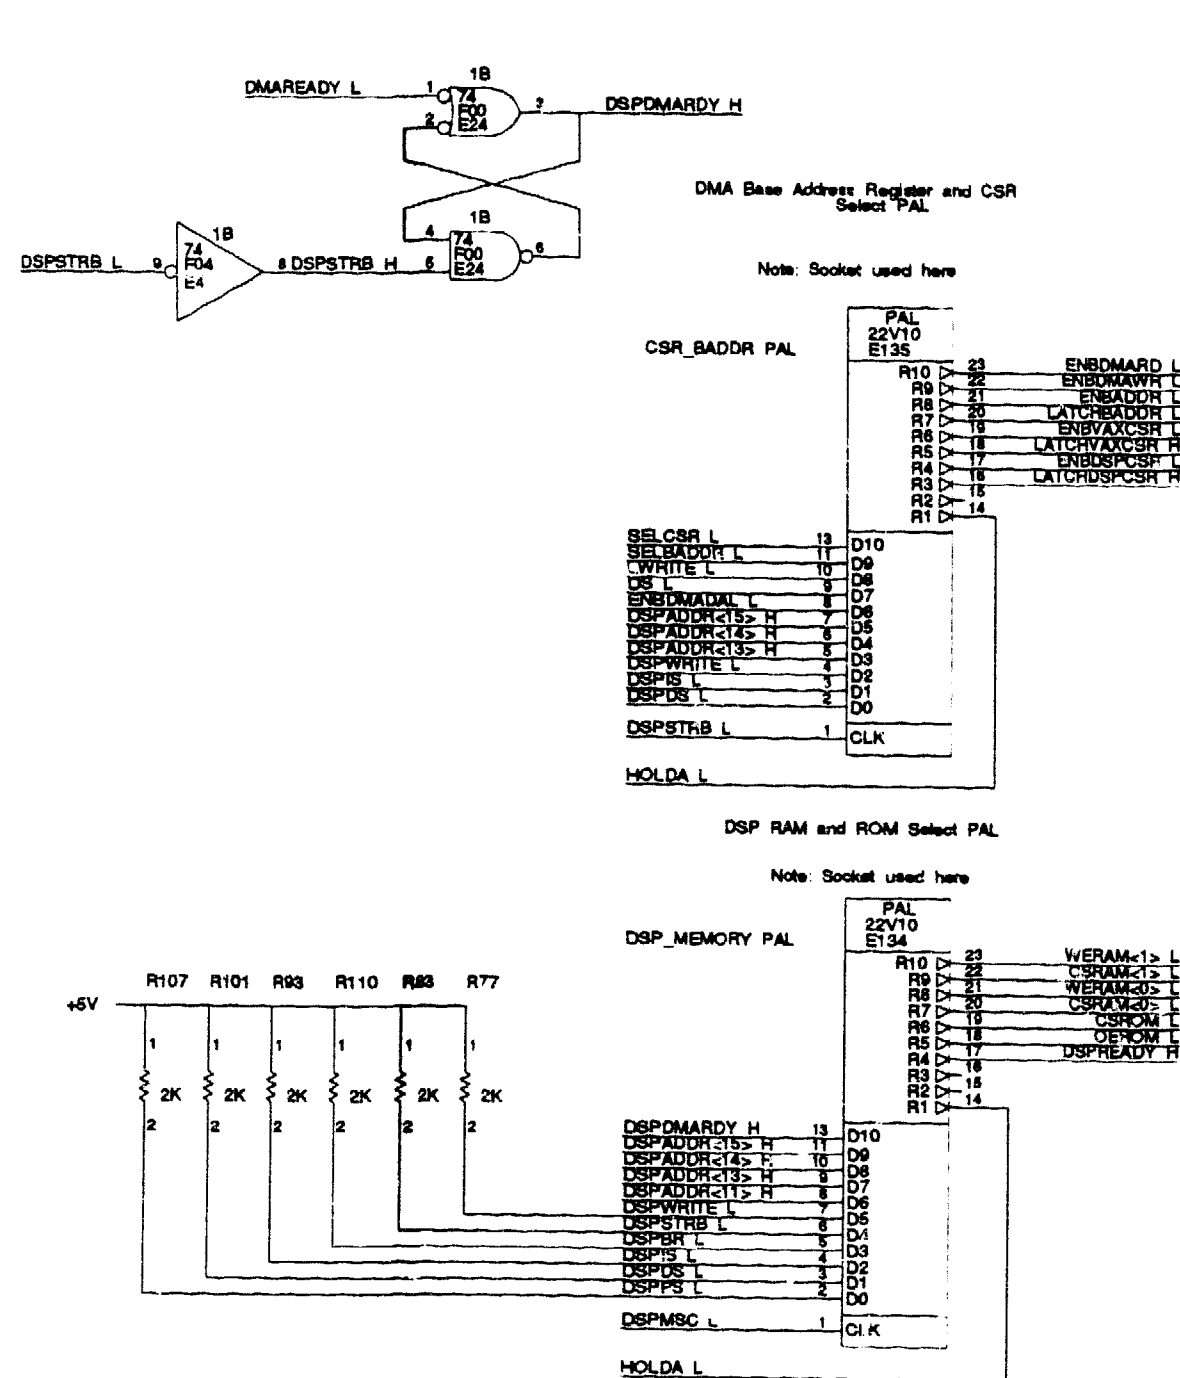 1B
DMAREADY L
1
74
F00
E24
2
3
DSPDMARDY H
DMA Base Address Register and CSR
Select PAL
1B
4
74
F00
E24
5
6
1B
DSPSTRB L
9
74
F04
E4
8 DSPSTRB H
Note: Socket used here
CSR_BADDR PAL
PAL
22V10
E135
R10 23 ENBDMARD L
R9 22 ENBDMAWR L
R8 21 ENBADDR L
R7 20 LATCHBADDR L
R6 19 ENBVAXCSR L
R5 18 LATCHVAXCSR H
R4 17 ENBDSPCSR L
R3 16 LATCHDSPCSR H
R2 15
R1 14
SELCSR L 13 D10
SELBADDR L 11 D9
LWRITE L 10 D8
DS L 9 D7
ENBDMADAL L 8 D6
DSPADDR<15> H 7 D5
DSPADDR<14> H 6 D4
DSPADDR<13> H 5 D3
DSPWRITE L 4 D2
DSPIS L 3 D1
DSPDS L 2 D0
DSPSTRB L 1 CLK
HOLDA L
DSP RAM and ROM Select PAL
Note: Socket used here
DSP_MEMORY PAL
PAL
22V10
E134
R10 23 WERAM<1> L
R9 22 CSRAM<1> L
R8 21 WERAM<0> L
R7 20 CSRAM<0> L
R6 19 CSROM L
R5 18 OEROM L
R4 17 DSPREADY H
R3 16
R2 15
R1 14
R107 R101 R93 R110 R77
+5V
1 1 1 1 1 1
2K 2K 2K 2K 2K 2K
2 2 2 2 2 2
DSPDMARDY H 13 D10
DSPADDR<15> H 11 D9
DSPADDR<14> H 10 D8
DSPADDR<13> H 9 D7
DSPADDR<11> H 8 D6
DSPWRITE L 7 D5
DSPSTRB L 6 D4
DSPBR L 5 D3
DSPIS L 4 D2
DSPDS L 3 D1
DSPPS L 2 D0
DSPMSC L 1 CLK
HOLDA L